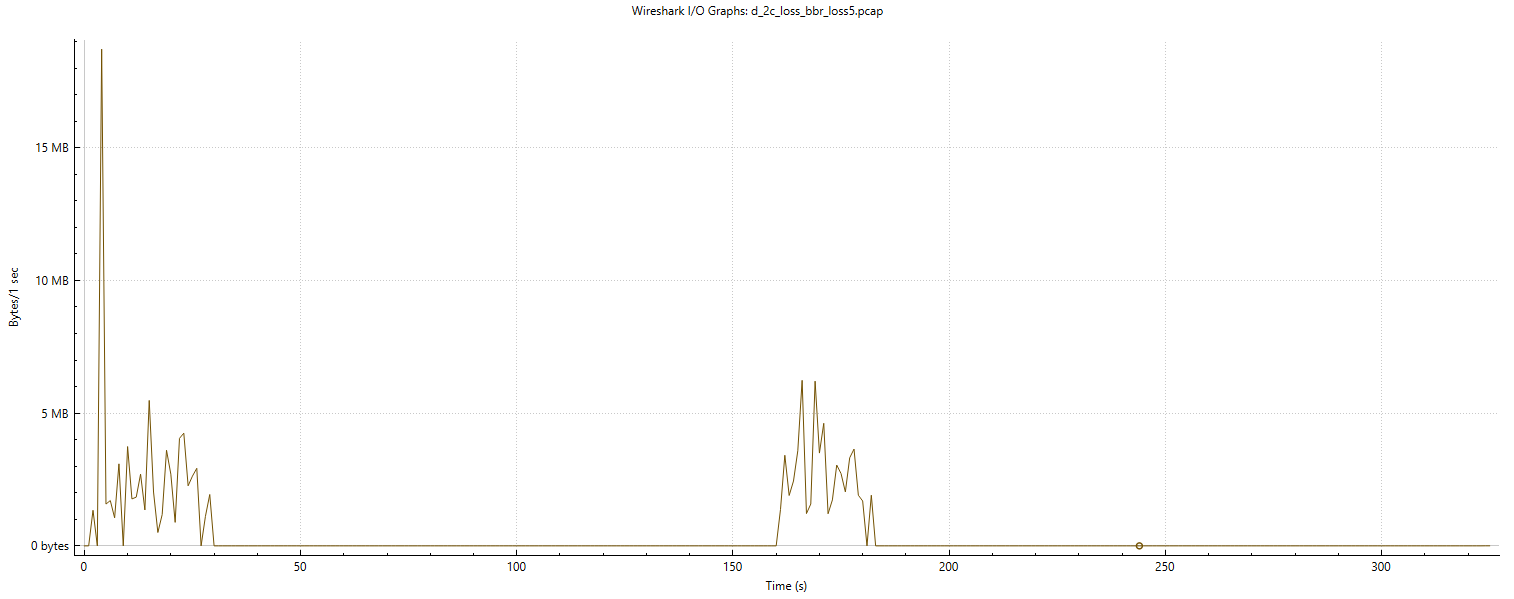 Wireshark I/O Graphs: d_2c_loss_bbr_loss5.pcap
Bytes/1 sec
15 MB
10 MB
5 MB
0 bytes
0 50 100 150 200 250 300
Time (s)